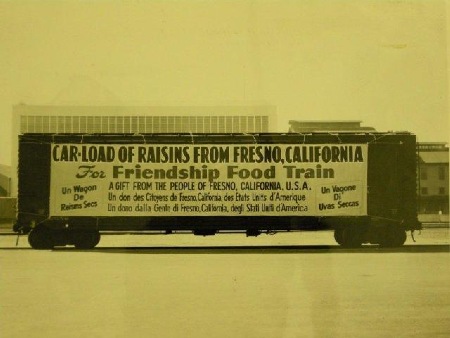 CAR-LOAD OF RAISINS FROM FRESNO, CALIFORNIA
For Friendship Food Train
A GIFT FROM THE PEOPLE OF FRESNO, CALIFORNIA, U.S.A.
Un don des Citoyens de Fresno, California des Etats Unis d'Amerique
Un dono dalla Gente di Fresno, California, degli Stati Uniti d'America
Un Wagon
De
Raisins Secs
Un Vagone
Di
Uvas Seccas